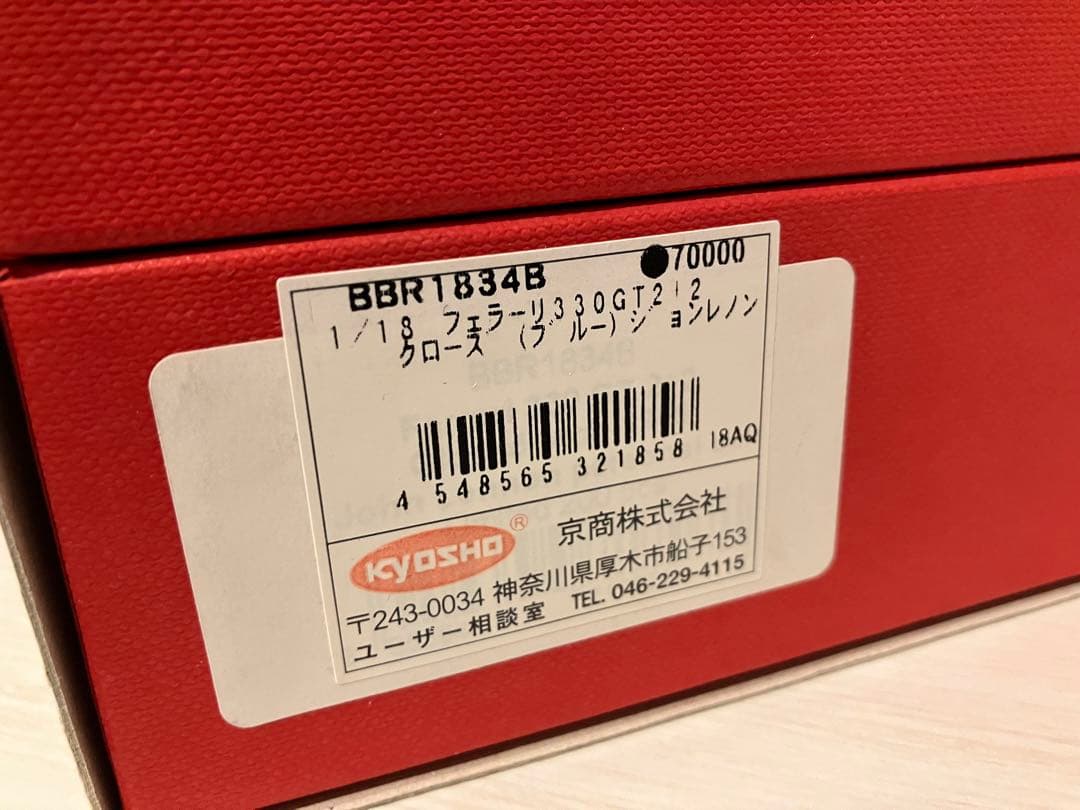 BBR1834B ●70000
1/18 フェラーリ330GT2+2
クローズ (ブルー)ジョンレノン
4 548565 321858 18AQ
KYOSHO® 京商株式会社
〒243-0034 神奈川県厚木市船子153
ユーザー相談室 TEL. 046-229-4115
BBR1834B